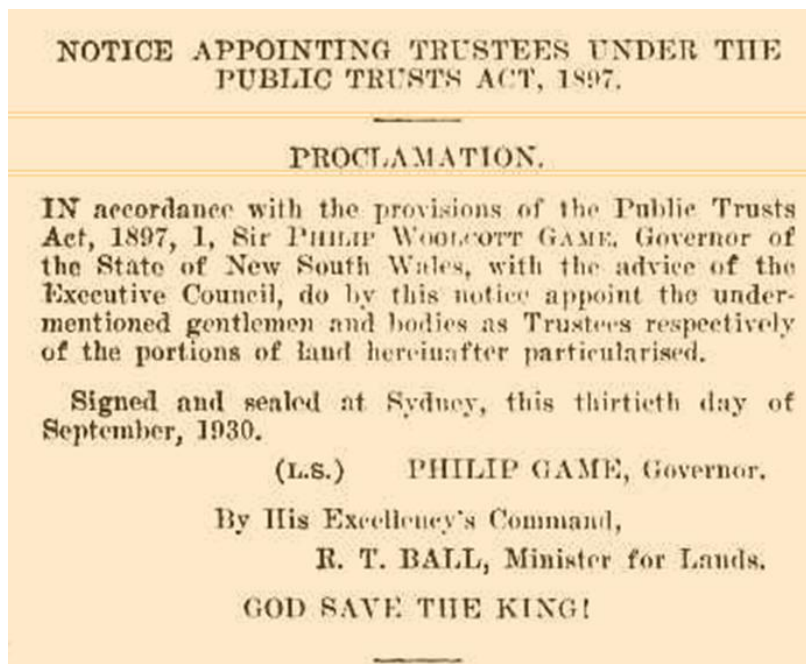 NOTICE APPOINTING TRUSTEES UNDER THE
PUBLIC TRUSTS ACT, 1897.
PROCLAMATION.
IN accordance with the provisions of the Public Trusts
Act, 1897, I, Sir PHILIP WOOLCOTT GAME, Governor of
the State of New South Wales, with the advice of the
Executive Council, do by this notice appoint the under-
mentioned gentlemen and bodies as Trustees respectively
of the portions of land hereinafter particularised.
Signed and sealed at Sydney, this thirtieth day of
September, 1930.
(L.S.) PHILIP GAME, Governor.
By His Excellency's Command,
R. T. BALL, Minister for Lands.
GOD SAVE THE KING!